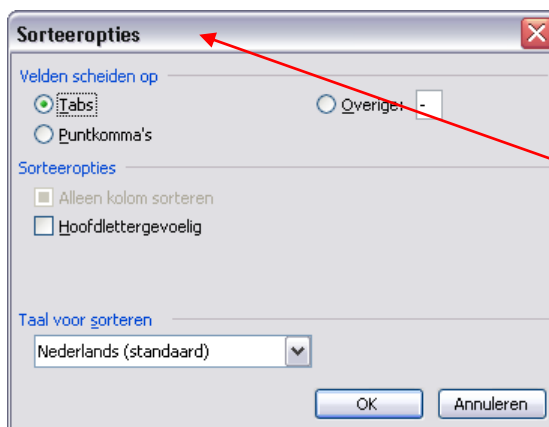 Sorteeropties
Velden scheiden op
Tabs
Overige: -
Puntkomma's
Sorteeropties
Alleen kolom sorteren
Hoofdlettergevoelig
Taal voor sorteren
Nederlands (standaard)
OK Annuleren